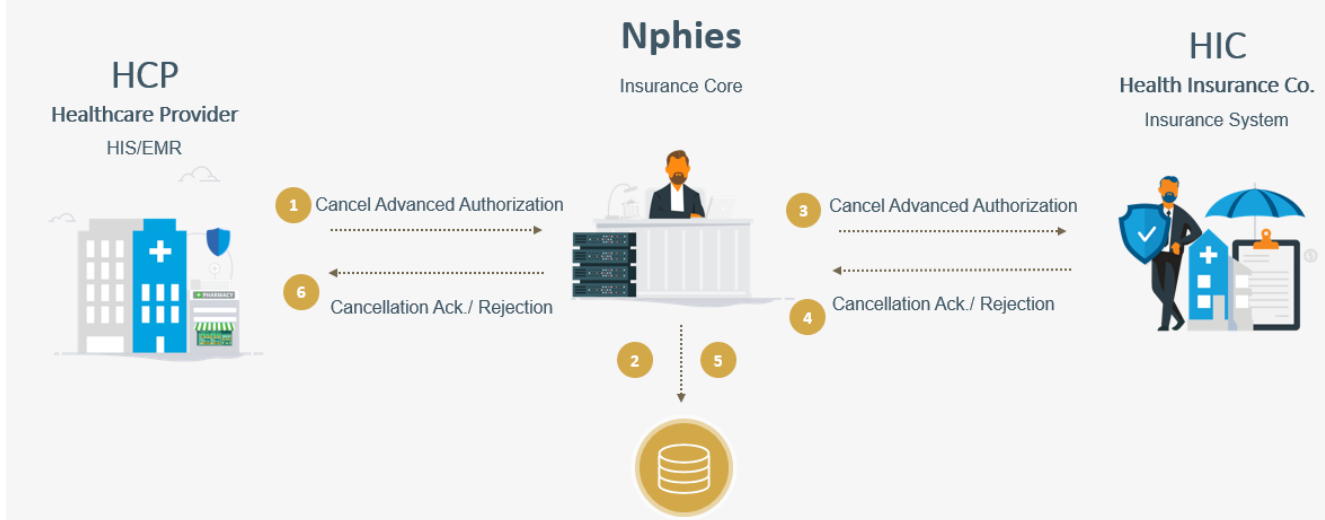 Nphies
Insurance Core
HCP
Healthcare Provider
HIS/EMR
HIC
Health Insurance Co.
Insurance System
1 Cancel Advanced Authorization
3 Cancel Advanced Authorization
6 Cancellation Ack./ Rejection
4 Cancellation Ack./ Rejection
+ PHARMACY
2 5